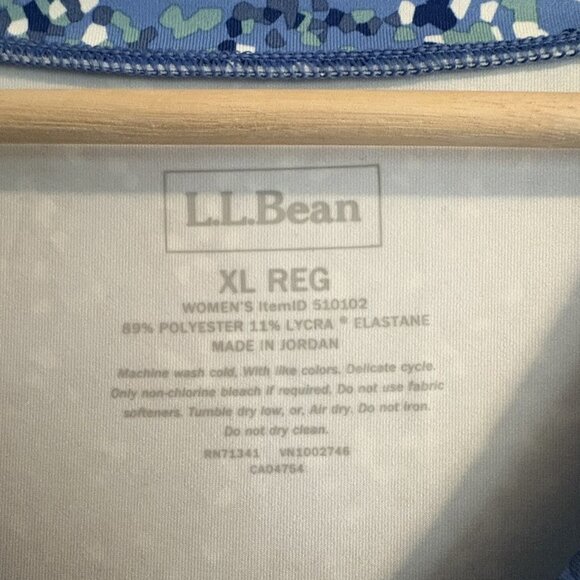 L.L.Bean
XL REG
WOMEN'S ItemID 510102
89% POLYESTER 11% LYCRA ® ELASTANE
MADE IN JORDAN
Machine wash cold. With like colors. Delicate cycle.
Only non-chlorine bleach if required. Do not use fabric
softeners. Tumble dry low, or, Air dry. Do not iron.
Do not dry clean.
RN71341 VN1002746
CA04754